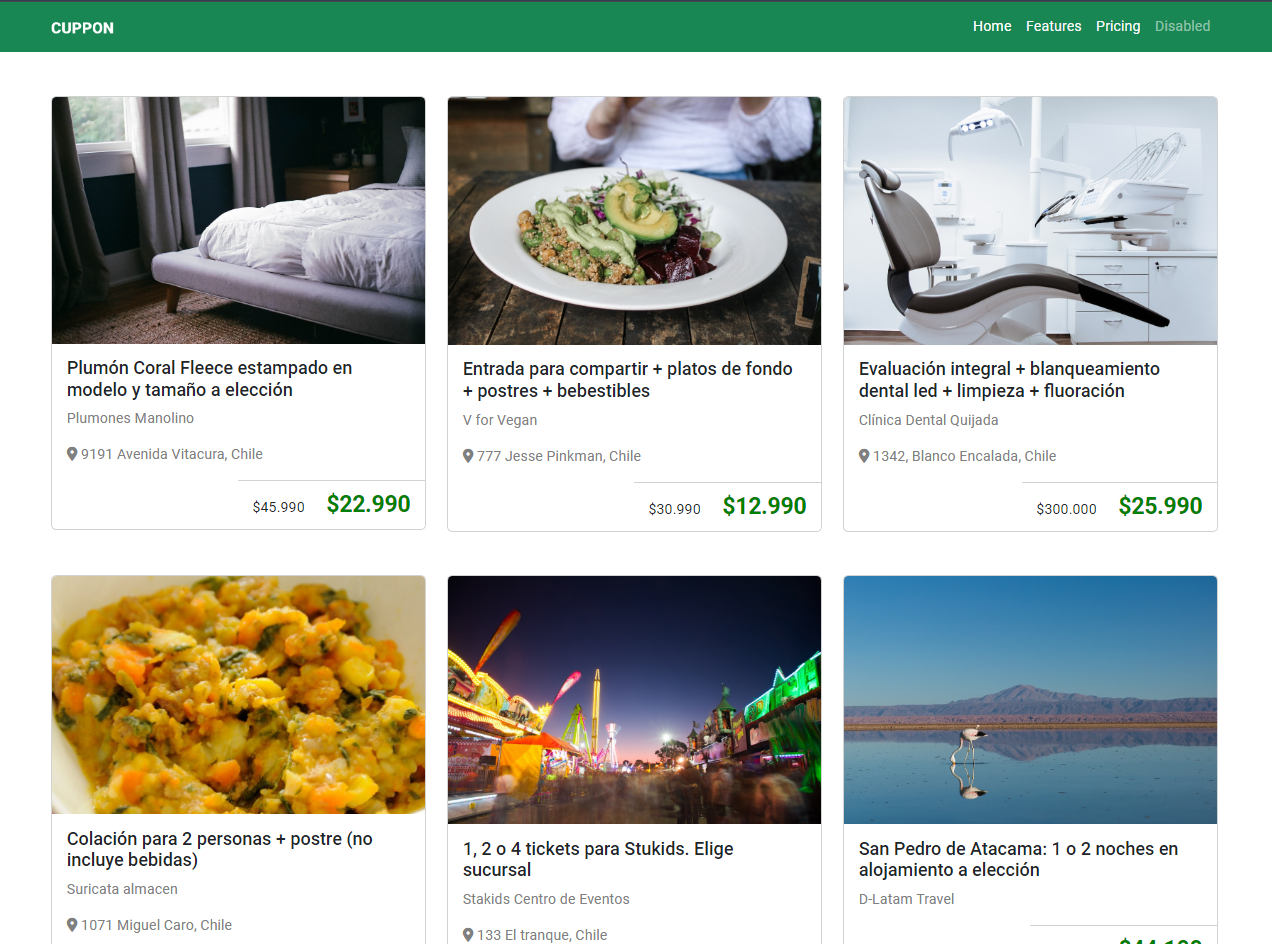 CUPPON
Home Features Pricing Disabled
Plumón Coral Fleece estampado en
modelo y tamaño a elección
Plumones Manolino
9191 Avenida Vitacura, Chile
$45.990 $22.990
Entrada para compartir + platos de fondo
+ postres + bebestibles
V for Vegan
777 Jesse Pinkman, Chile
$30.990 $12.990
Evaluación integral + blanqueamiento
dental led + limpieza + fluoración
Clínica Dental Quijada
1342, Blanco Encalada, Chile
$300.000 $25.990
Colación para 2 personas + postre (no
incluye bebidas)
Suricata almacen
1071 Miguel Caro, Chile
1, 2 o 4 tickets para Stukids. Elige
sucursal
Stakids Centro de Eventos
133 El tranque, Chile
San Pedro de Atacama: 1 o 2 noches en
alojamiento a elección
D-Latam Travel